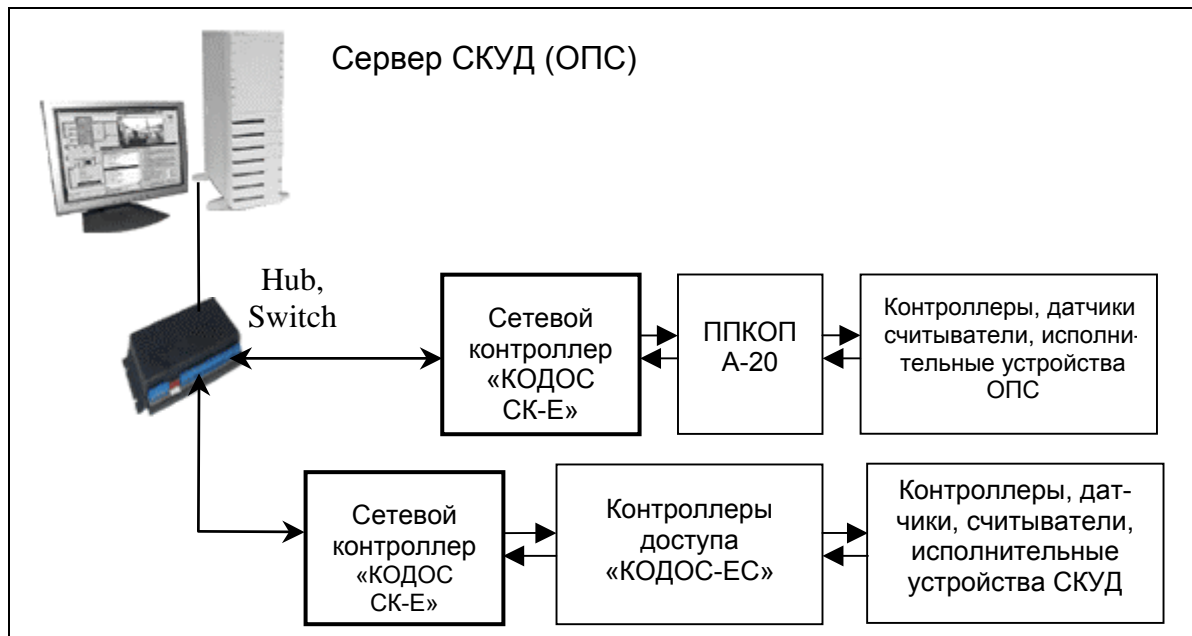 Сервер СКУД (ОПС)
Hub,
Switch
Сетевой
контроллер
«КОДОС
СК-Е»
ППКОП
А-20
Контроллеры, датчики
считыватели, исполни-
тельные устройства
ОПС
Сетевой
контроллер
«КОДОС
СК-Е»
Контроллеры
доступа
«КОДОС-ЕС»
Контроллеры, дат-
чики, считыватели,
исполнительные
устройства СКУД